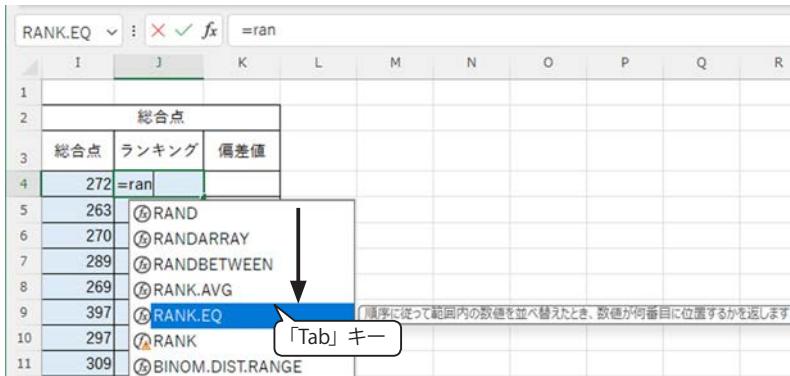 RANK.EQ fx =ran
I J K L M N O P Q R
1
2 総合点
3 総合点 ランキング 偏差値
4 272 =ran
5 263 RAND
6 270 RANDARRAY
7 289 RANDBETWEEN
8 269 RANK.AVG
9 397 RANK.EQ 順序に従って範囲内の数値を並べ替えたとき、数値が何番目に位置するかを返します
10 297 RANK 「Tab」キー
11 309 BINOM.DIST.RANGE